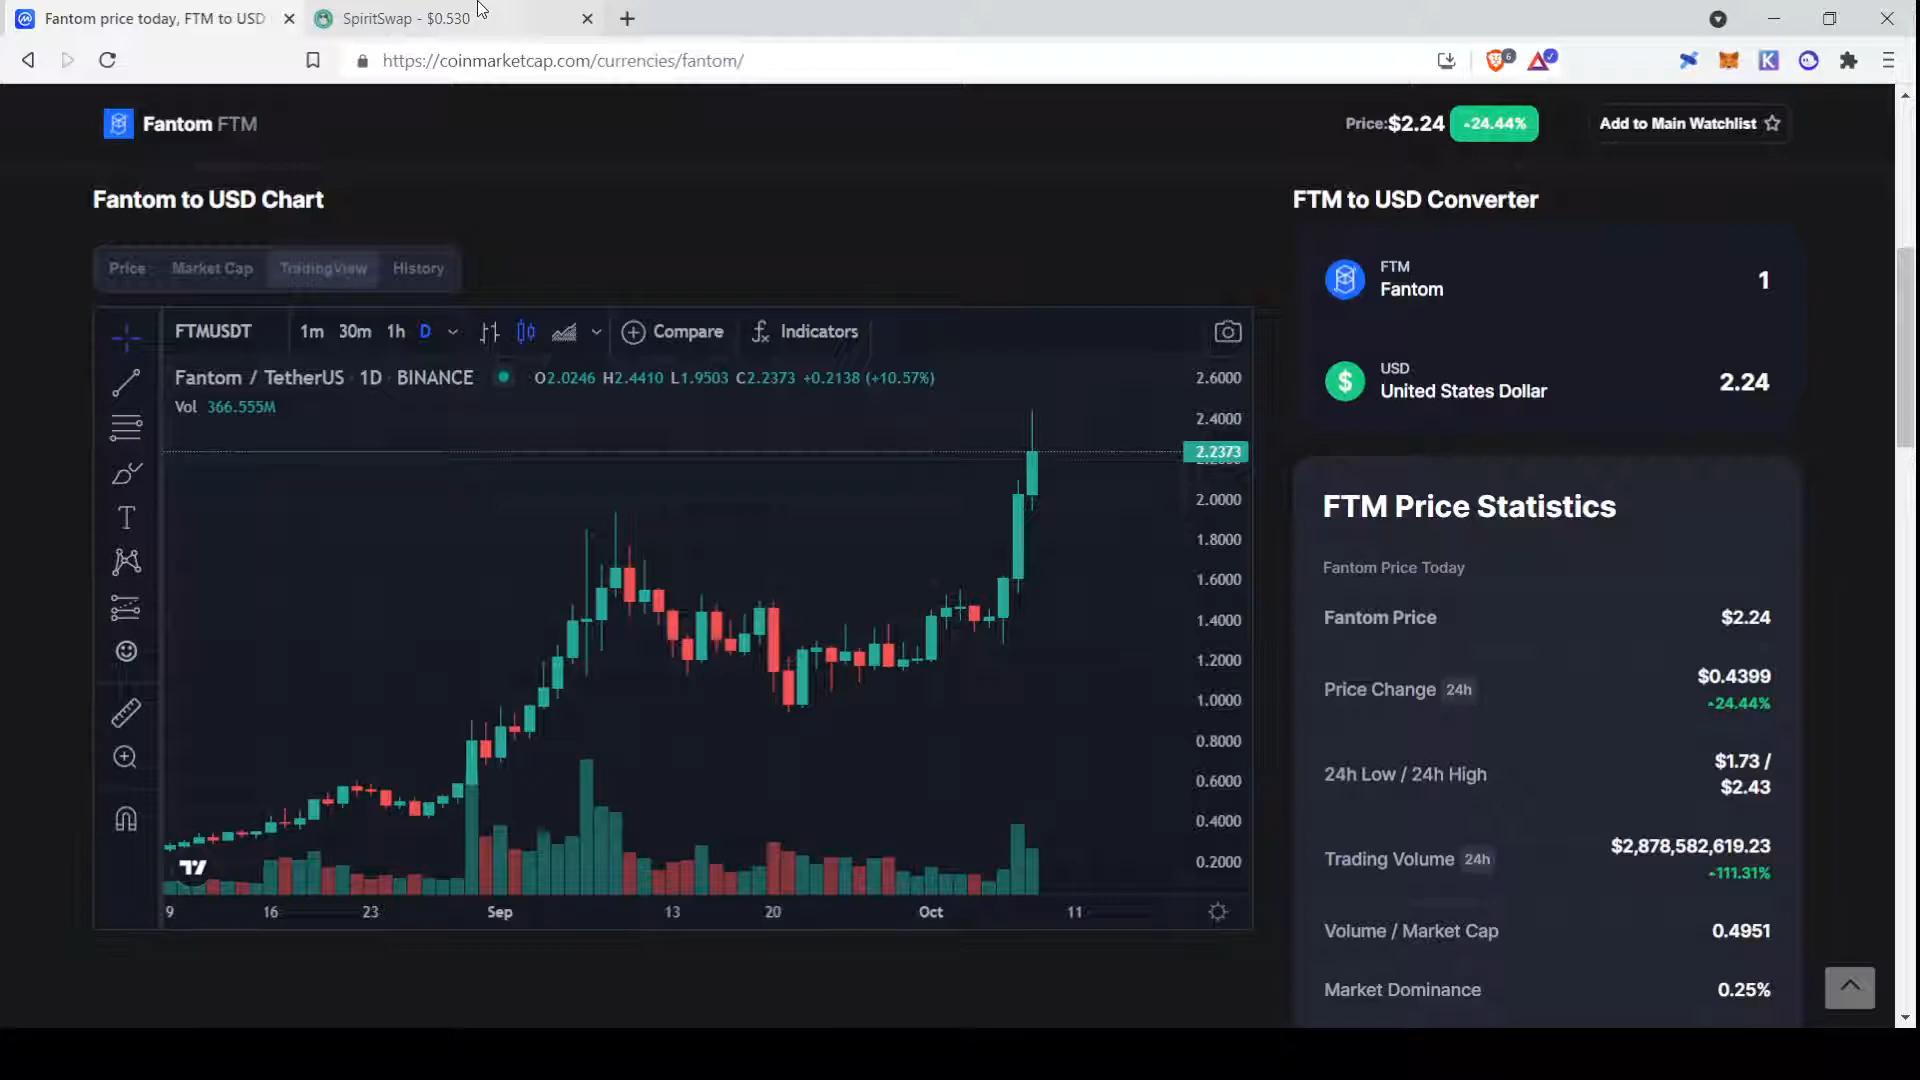 Fantom price today, FTM to USD
SpiritSwap - $0.530
https://coinmarketcap.com/currencies/fantom/
6
K
Fantom FTM
Price:$2.24
24.44%
Add to Main Watchlist
Fantom to USD Chart
Price
Market Cap
TradingView
History
FTMUSDT
1m
30m
1h
D
Compare
Indicators
Fantom / TetherUS · 1D · BINANCE
O2.0246 H2.4410 L1.9503 C2.2373 +0.2138 (+10.57%)
Vol 366.555M
2.6000
2.4000
2.2373
2.0000
1.8000
1.6000
1.4000
1.2000
1.0000
0.8000
0.6000
0.4000
0.2000
9
16
23
Sep
13
20
Oct
11
FTM to USD Converter
FTM
Fantom
1
USD
United States Dollar
2.24
FTM Price Statistics
Fantom Price Today
Fantom Price
$2.24
Price Change 24h
$0.4399
24.44%
24h Low / 24h High
$1.73 /
$2.43
Trading Volume 24h
$2,878,582,619.23
111.31%
Volume / Market Cap
0.4951
Market Dominance
0.25%